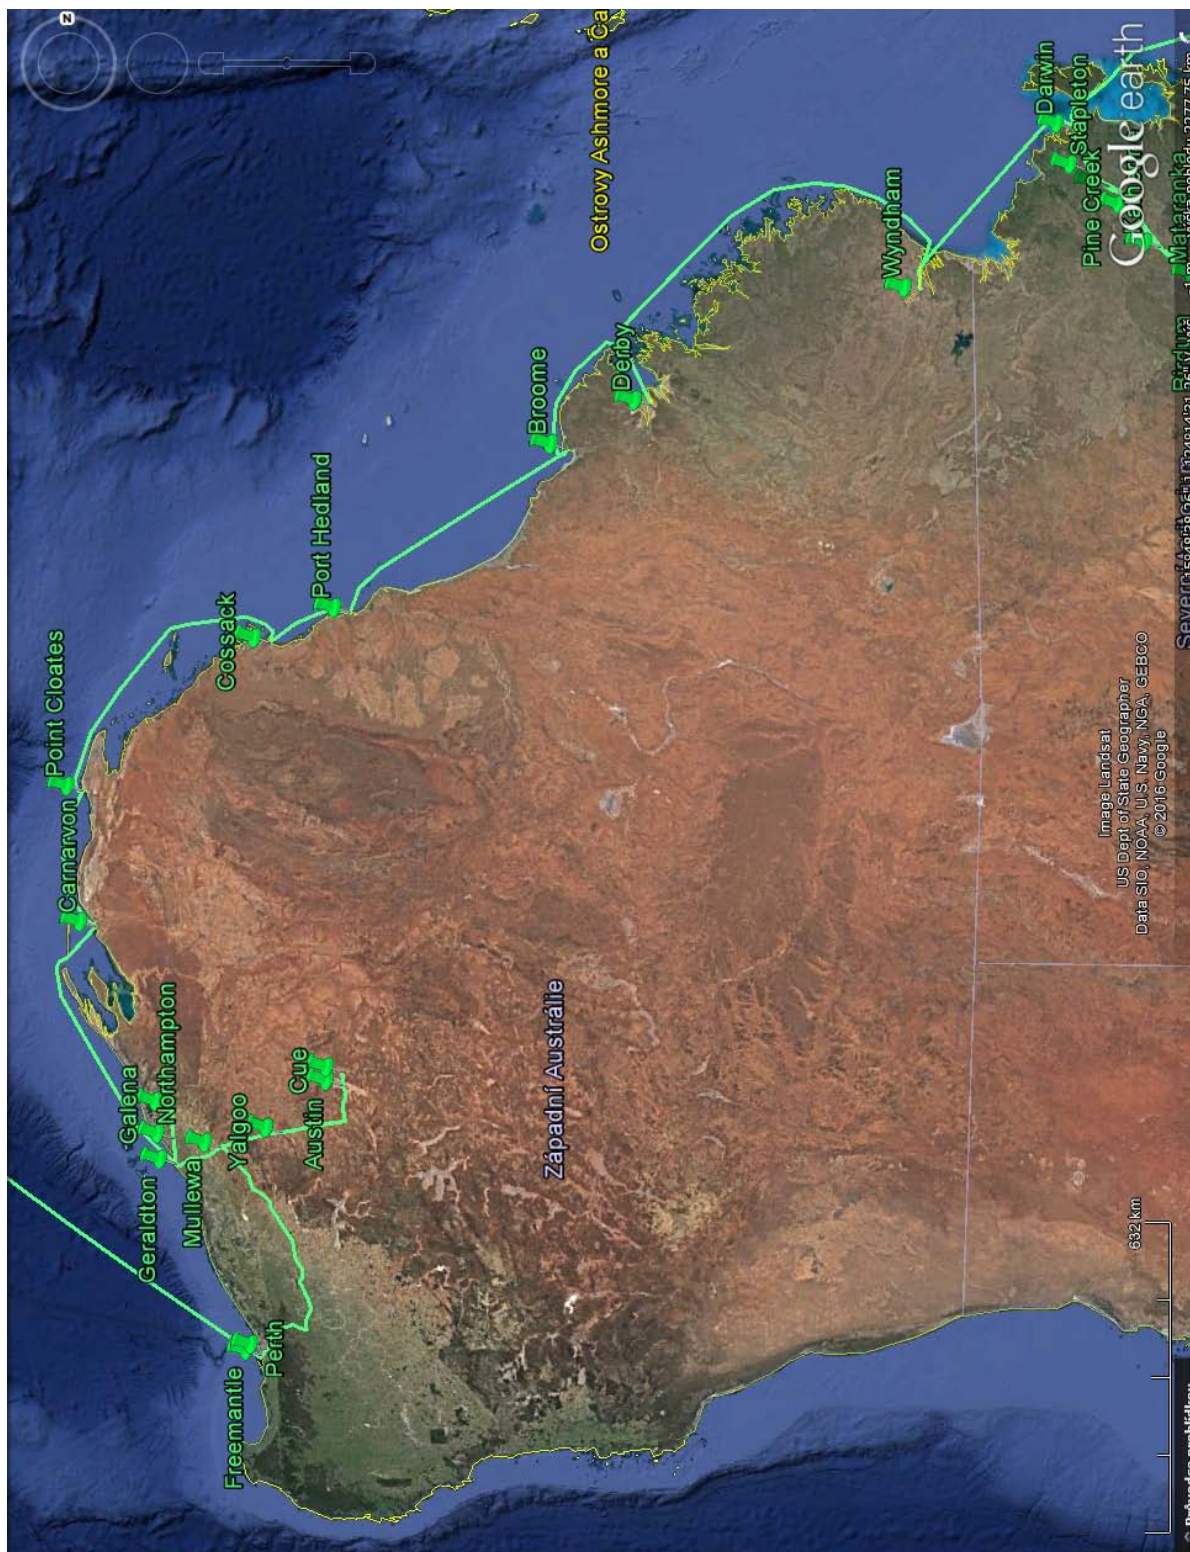 Ostrovy Ashmore a Ca
Darwin
Stapleton
Pine Creek
Mataranka
Birdum
Wyndham
Derby
Broome
Port Hedland
Cossack
Point Cloates
Carnarvon
Galena
Northampton
Geraldton
Mullewa
Yalgoo
Cue
Austin
Západní Austrálie
Perth
Freemantle
Google earth
Image Landsat
US Dept of State Geographer
Data SIO, NOAA, U.S. Navy, NGA, GEBCO
© 2016 Google
632 km
N